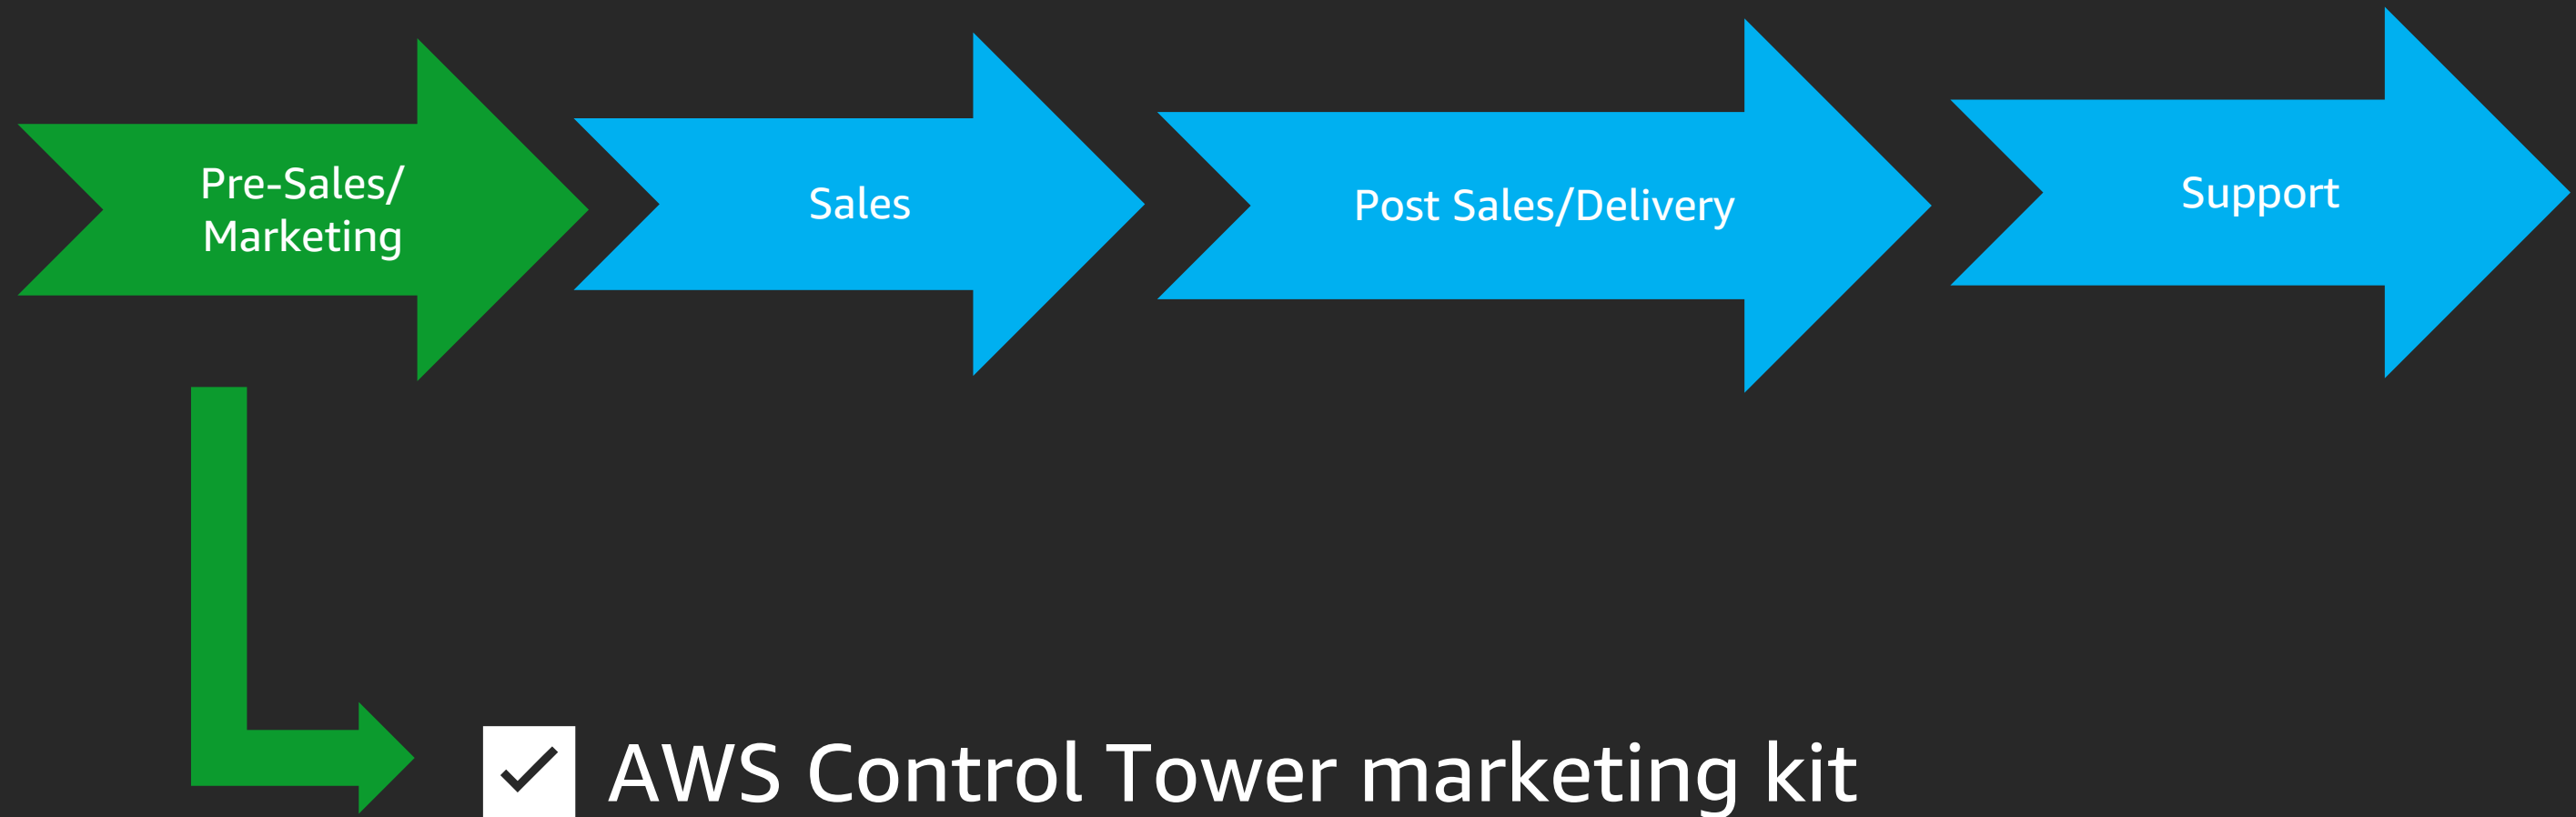 Pre-Sales/
Marketing
Sales
Post Sales/Delivery
Support
AWS Control Tower marketing kit